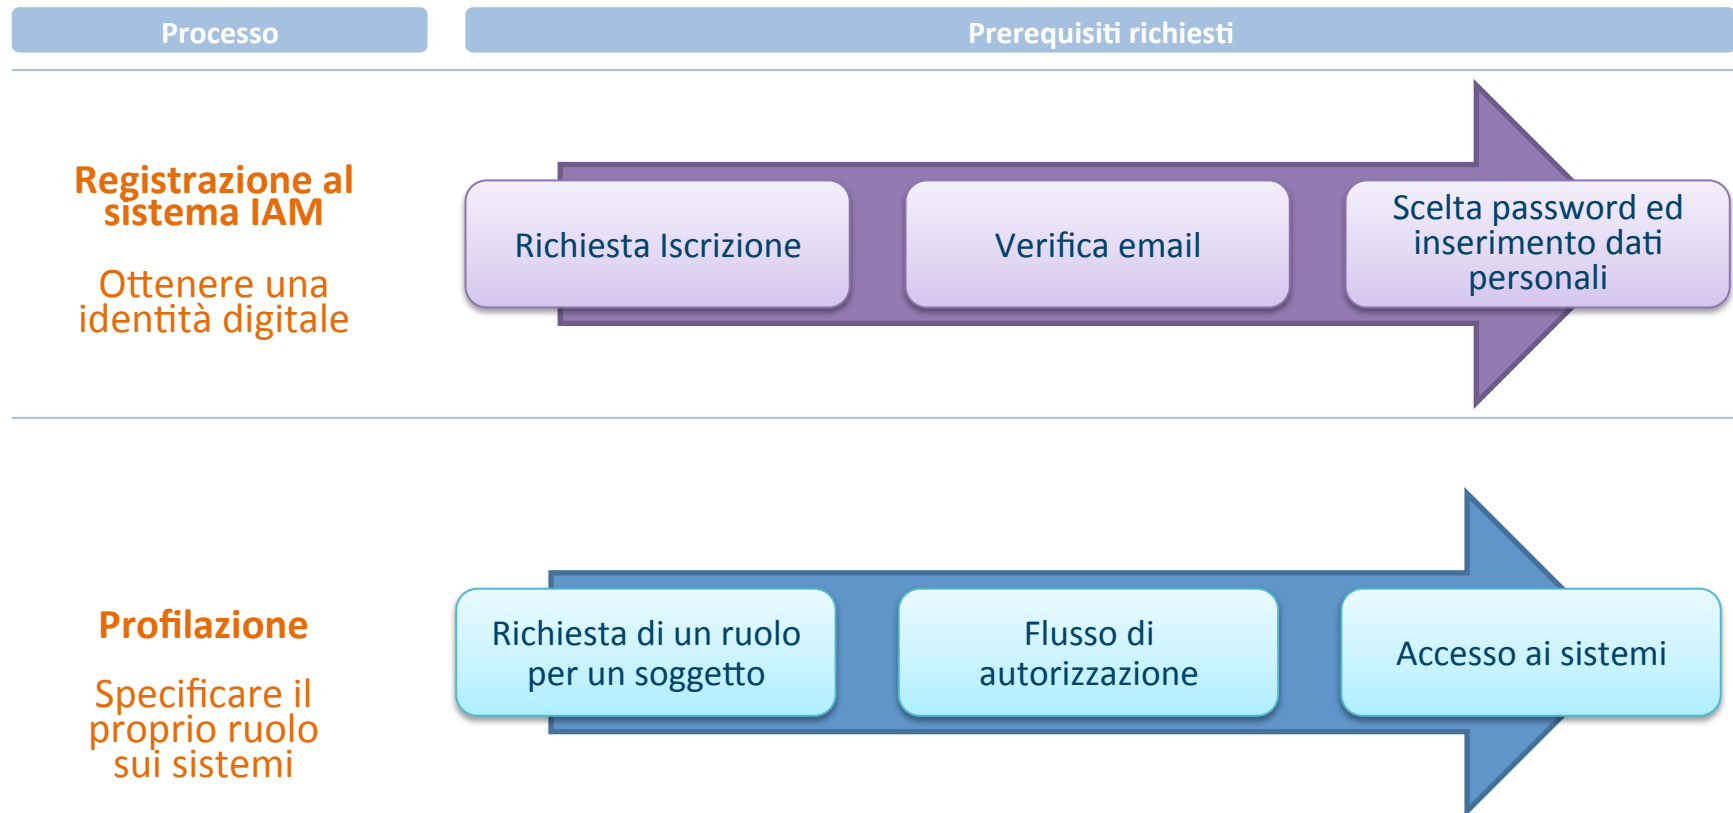 Processo
Prerequisiti richiesti
Registrazione al
sistema IAM
Ottenere una
identità digitale
Richiesta Iscrizione
Verifica email
Scelta password ed
inserimento dati
personali
Profilazione
Specificare il
proprio ruolo
sui sistemi
Richiesta di un ruolo
per un soggetto
Flusso di
autorizzazione
Accesso ai sistemi